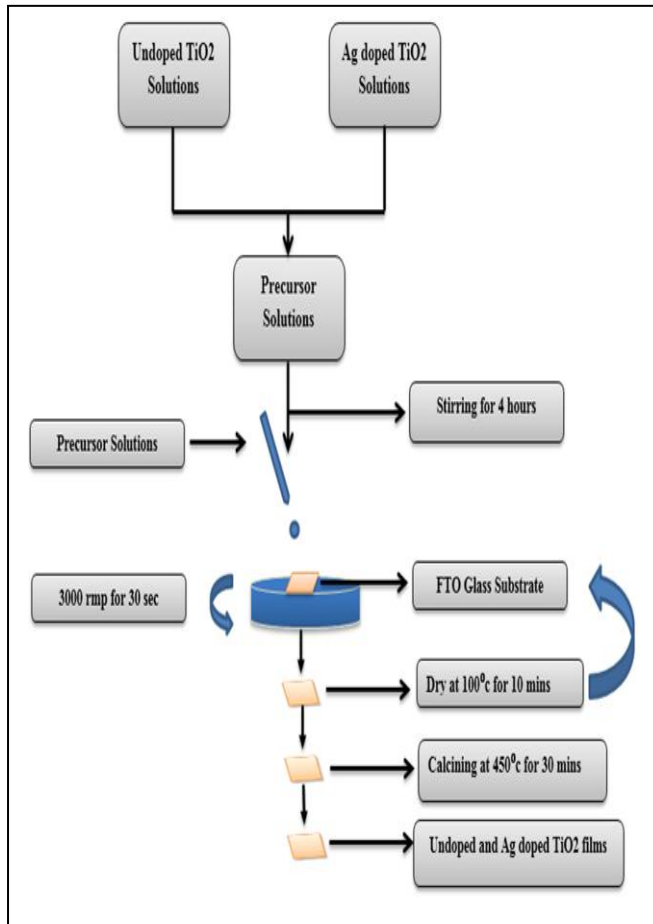 Undoped TiO2
Solutions
Ag doped TiO2
Solutions
Precursor
Solutions
Stirring for 4 hours
Precursor Solutions
3000 rmp for 30 sec
FTO Glass Substrate
Dry at 100⁰c for 10 mins
Calcining at 450⁰c for 30 mins
Undoped and Ag doped TiO2 films